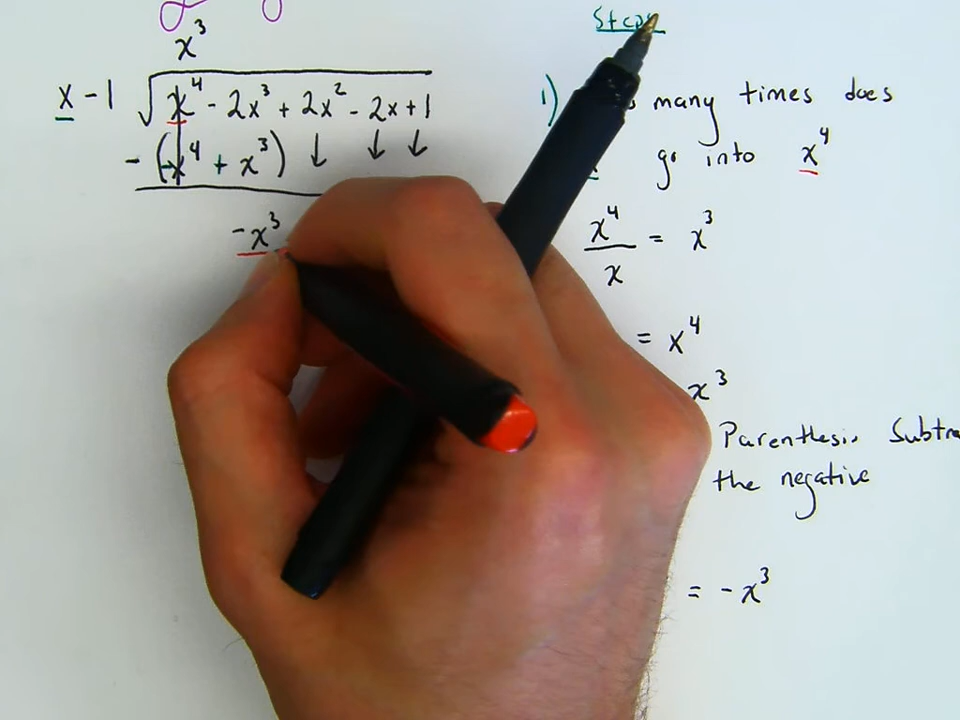 x³
x - 1 √ x⁴ - 2x³ + 2x² - 2x + 1
- (-x⁴ + x³) ↓ ↓ ↓
-x³
Steps
1) many times does
go into x⁴
x⁴/x = x³
= x⁴
x³
Parenthesis. Subtra
the negative
= -x³